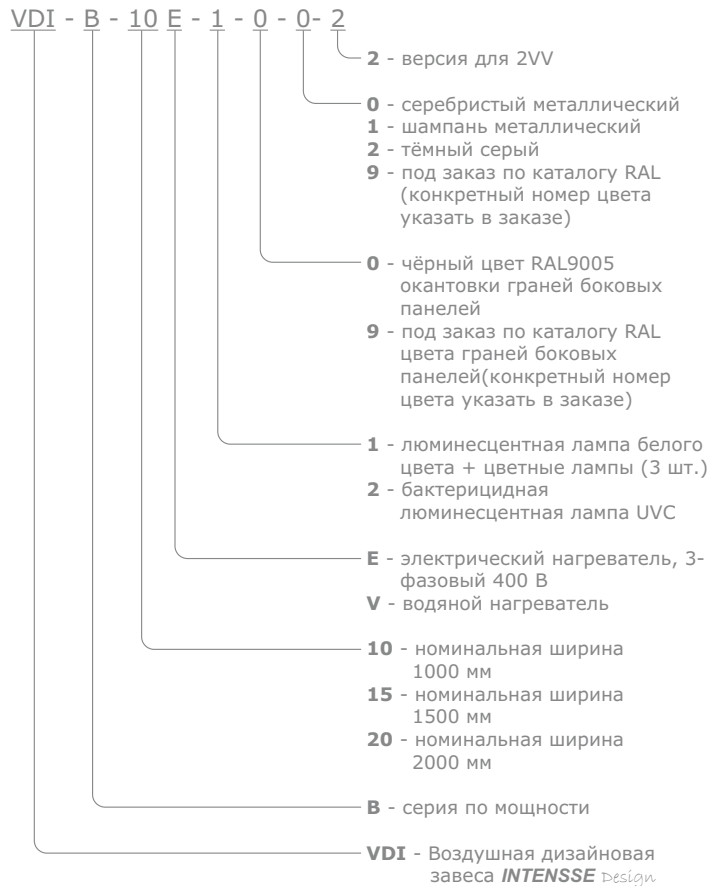 VDI - B - 10 E - 1 - 0 - 0- 2
2 - версия для 2VV
0 - серебристый металлический
1 - шампань металлический
2 - тёмный серый
9 - под заказ по каталогу RAL
(конкретный номер цвета
указать в заказе)
0 - чёрный цвет RAL9005
окантовки граней боковых
панелей
9 - под заказ по каталогу RAL
цвета граней боковых
панелей(конкретный номер
цвета указать в заказе)
1 - люминесцентная лампа белого
цвета + цветные лампы (3 шт.)
2 - бактерицидная
люминесцентная лампа UVC
E - электрический нагреватель, 3-
фазовый 400 В
V - водяной нагреватель
10 - номинальная ширина
1000 мм
15 - номинальная ширина
1500 мм
20 - номинальная ширина
2000 мм
B - серия по мощности
VDI - Воздушная дизайновая
завеса INTENSSE Design